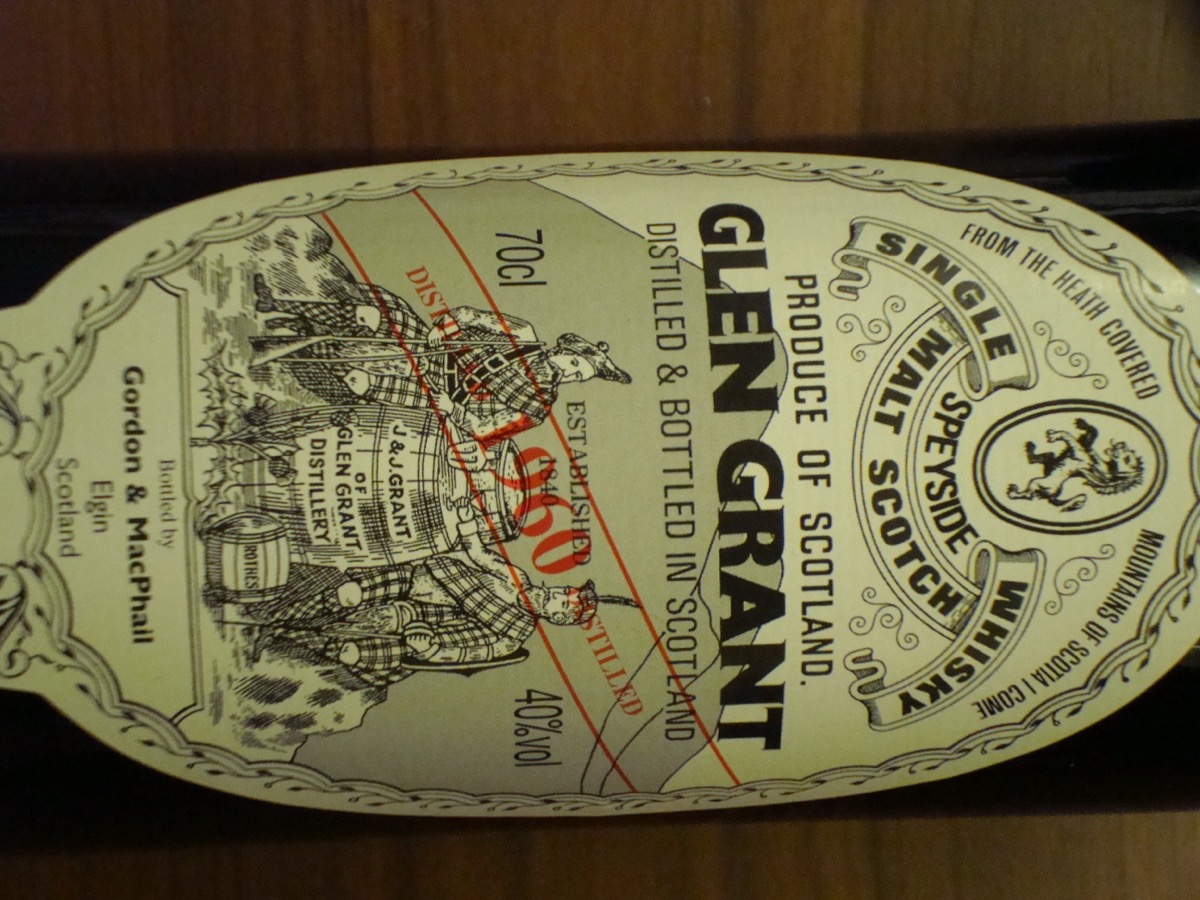 FROM THE HEATH COVERED
MOUNTAINS OF SCOTIA I COME
SINGLE
MALT SCOTCH
WHISKY
SPEYSIDE
PRODUCE OF SCOTLAND.
GLEN GRANT
DISTILLED & BOTTLED IN SCOTLAND
70cl
40%vol
ESTABLISHED
1840
DISTILLED 1960 DISTILLED
J.&J.GRANT
OF
GLEN GRANT
DISTILLERY
ROTHES
Bottled by
Gordon & MacPhail
Elgin
Scotland